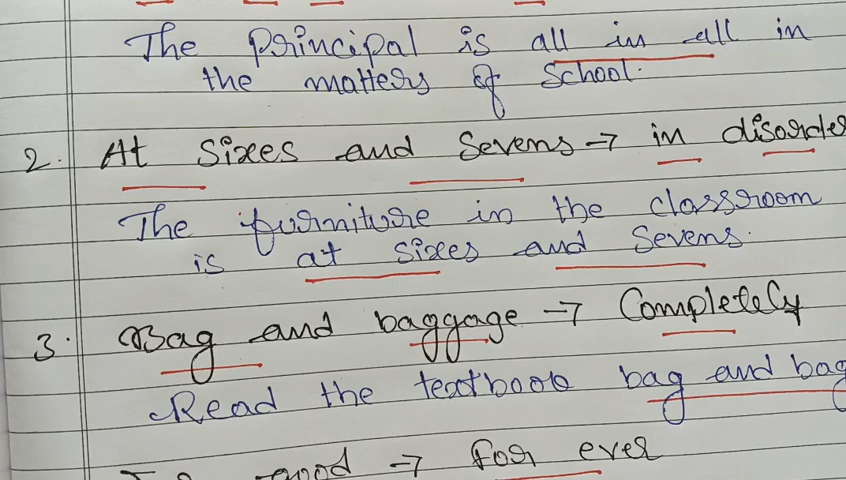 The principal is all in all in
the matters of School.
2. At Sixes and Sevens → in disorder
The furniture in the classroom
is at sixes and Sevens.
3. Bag and baggage → Completely
Read the textbook bag and bag
good → For ever